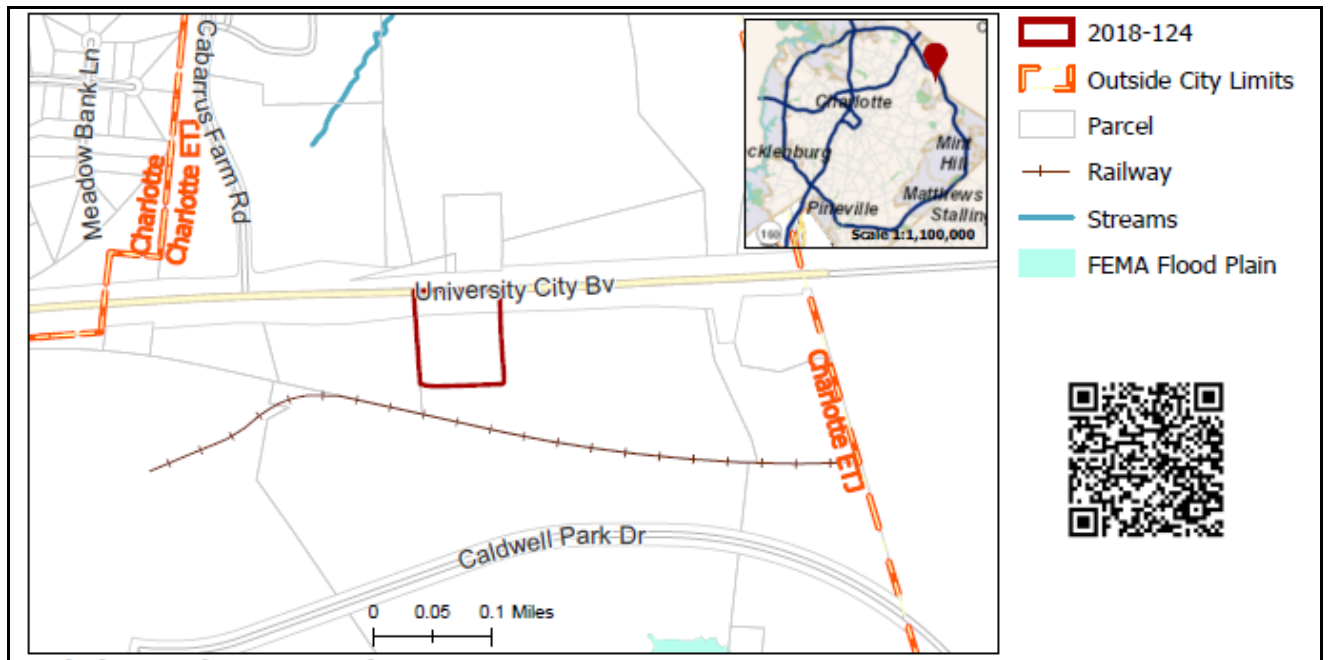 Meadow Bank Ln
Cabarrus Farm Rd
Charlotte
Charlotte ETJ
University City Bv
Charlotte ETJ
Caldwell Park Dr
0 0.05 0.1 Miles
Charlotte
cklenburg
Mint
Hill
Matthews
Pineville
Stallin
160
Scale 1:1,100,000
2018-124
Outside City Limits
Parcel
Railway
Streams
FEMA Flood Plain